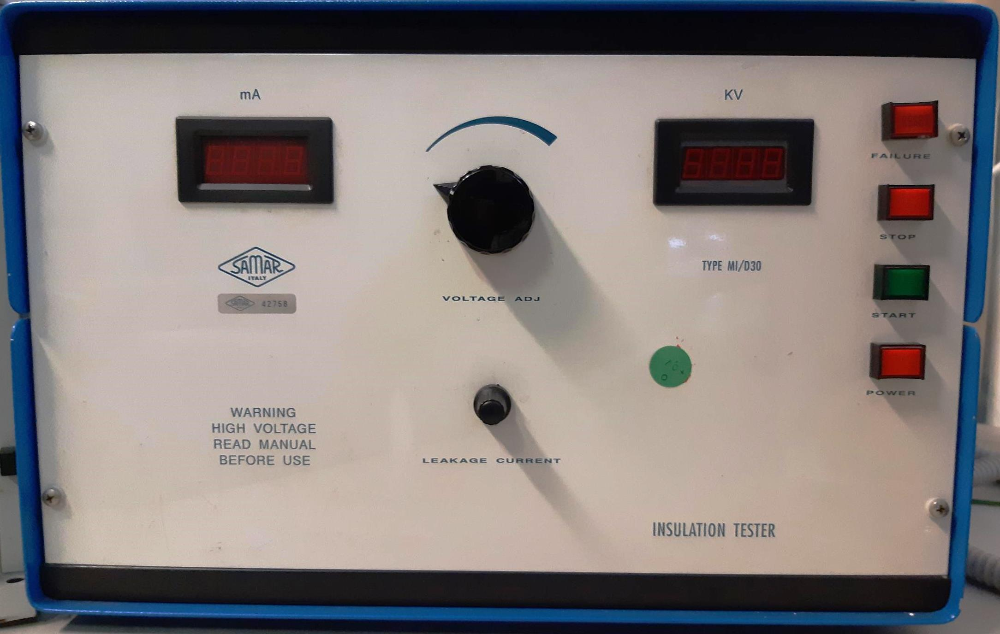 mA
KV
FAILURE
STOP
SAMAR
ITALY
TYPE MI/D30
SAMAR 42758
VOLTAGE ADJ
START
POWER
WARNING
HIGH VOLTAGE
READ MANUAL
BEFORE USE
LEAKAGE CURRENT
INSULATION TESTER